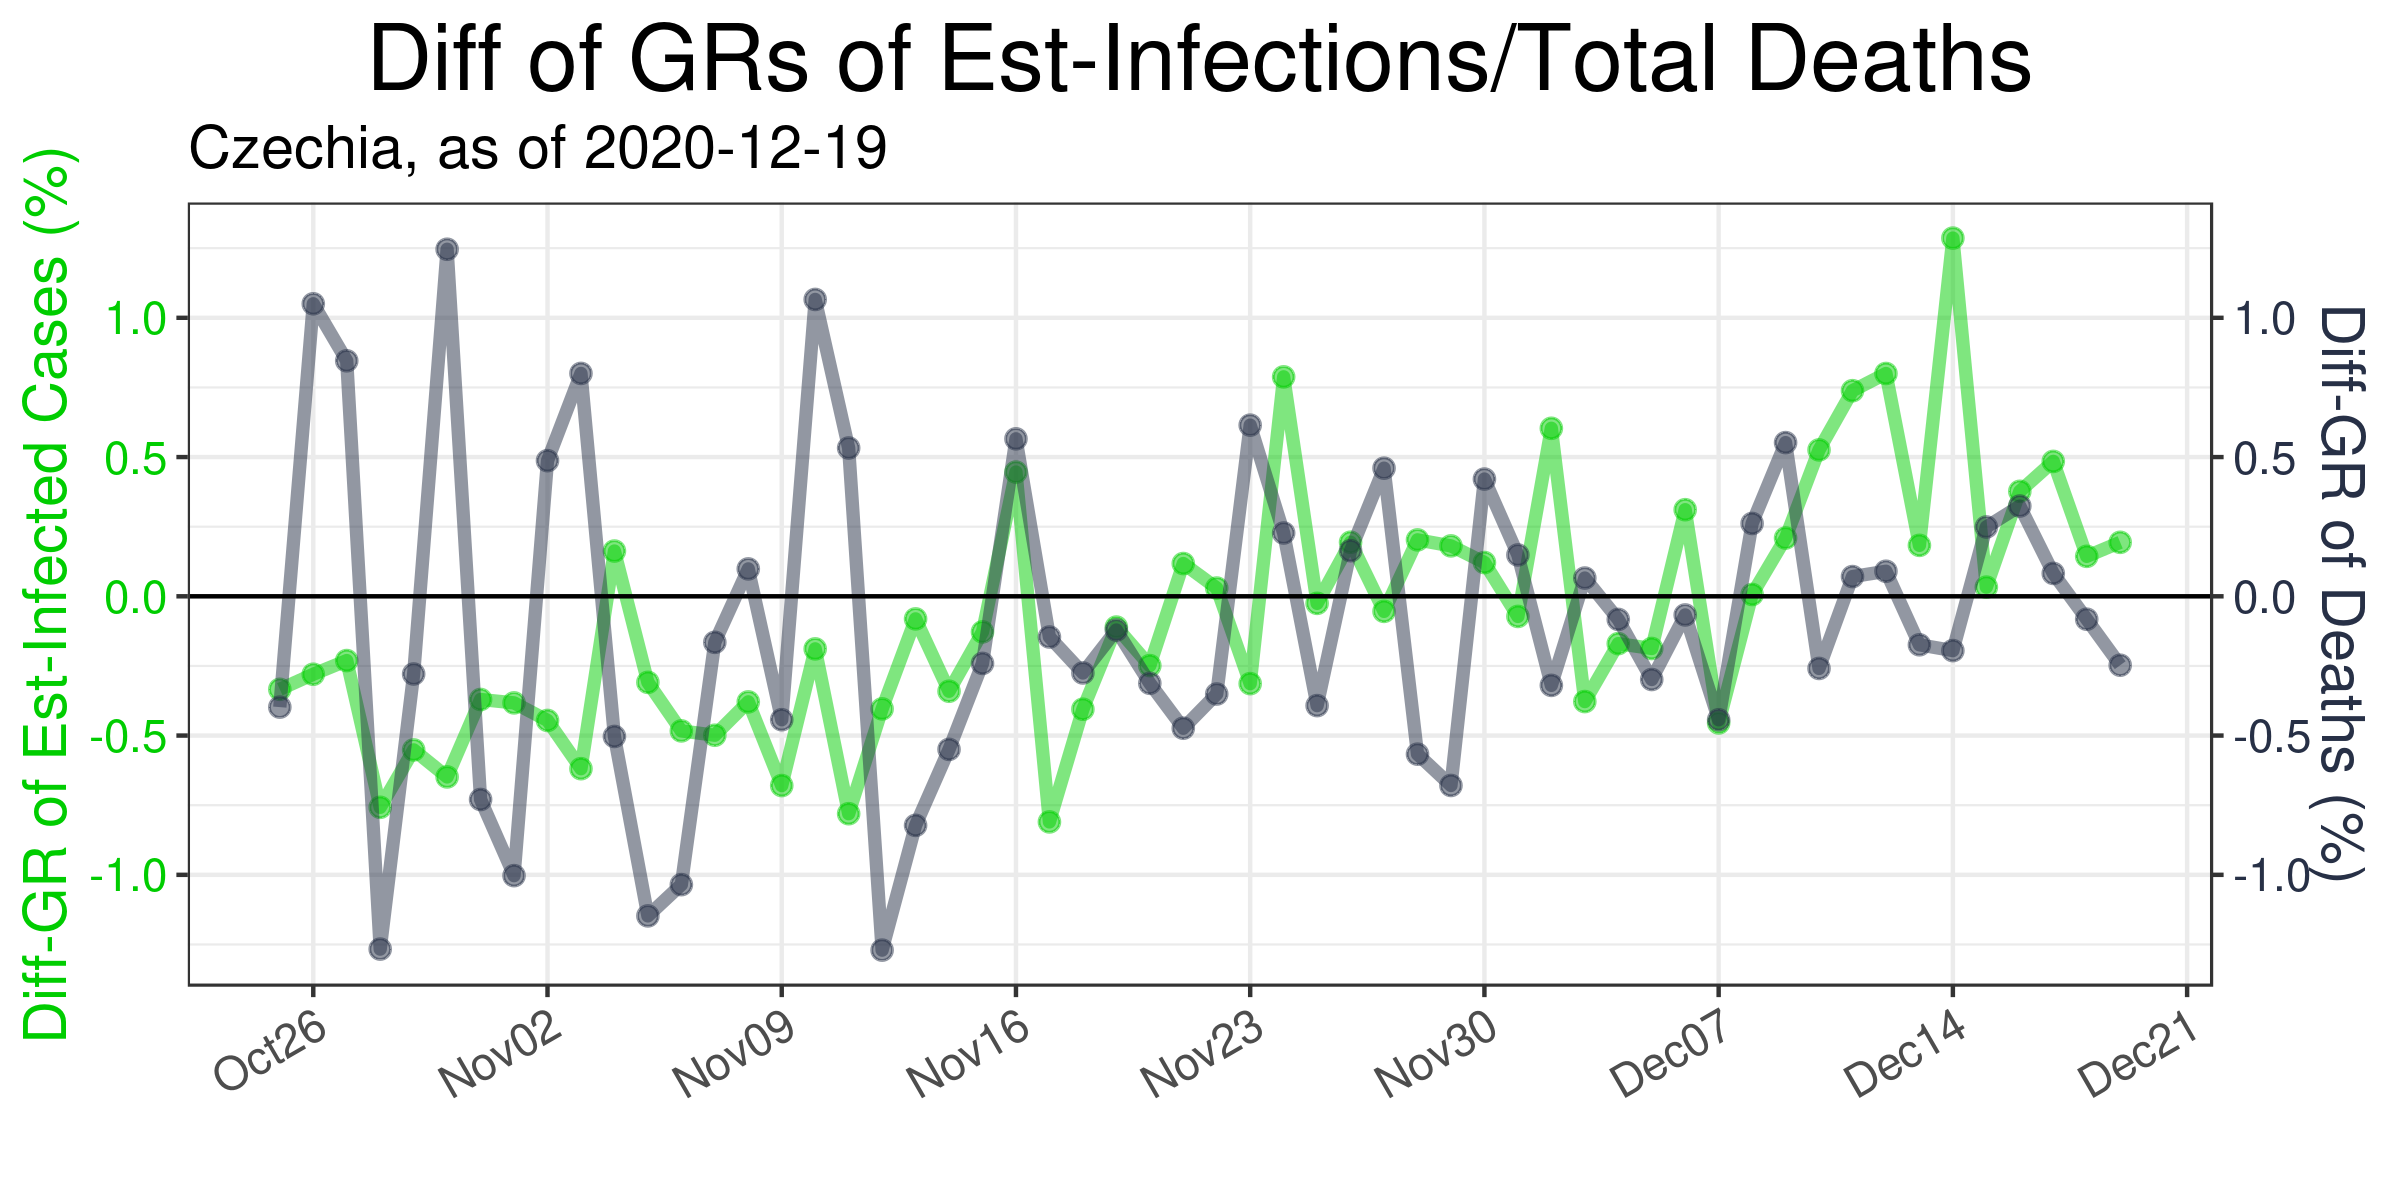 Diff of GRs of Est-Infections/Total Deaths
Czechia, as of 2020-12-19
Diff-GR of Est-Infected Cases (%)
1.0
0.5
0.0
-0.5
-1.0
1.0
0.5
0.0
-0.5
-1.0
Diff-GR of Deaths (%)
Oct26
Nov02
Nov09
Nov16
Nov23
Nov30
Dec07
Dec14
Dec21